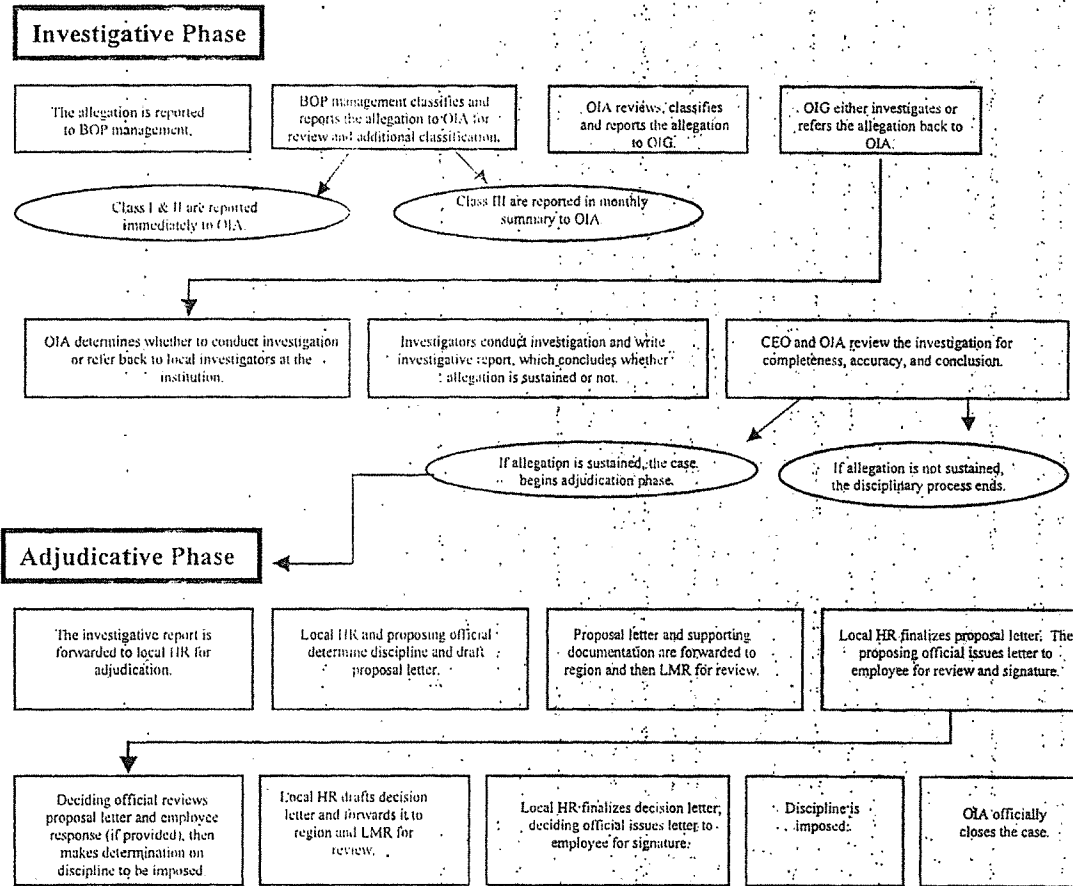 Investigative Phase
The allegation is reported
to BOP management.
BOP management classifies and
reports the allegation to OIA for
review and additional classification.
OIA reviews, classifies
and reports the allegation
to OIG.
OIG either investigates or
refers the allegation back to
OIA.
Class I & II are reported
immediately to OIA.
Class III are reported in monthly
summary to OIA.
OIA determines whether to conduct investigation
or refer back to local investigators at the
institution.
Investigators conduct investigation and write
investigative report, which concludes whether
allegation is sustained or not.
CEO and OIA review the investigation for
completeness, accuracy, and conclusion.
If allegation is sustained, the case
begins adjudication phase.
If allegation is not sustained,
the disciplinary process ends.
Adjudicative Phase
The investigative report is
forwarded to local HR for
adjudication.
Local HR and proposing official
determine discipline and draft
proposal letter.
Proposal letter and supporting
documentation are forwarded to
region and then LMR for review.
Local HR finalizes proposal letter. The
proposing official issues letter to
employee for review and signature.
Deciding official reviews
proposal letter and employee
response (if provided), then
makes determination on
discipline to be imposed.
Local HR drafts decision
letter and forwards it to
region and LMR for
review.
Local HR finalizes decision letter;
deciding official issues letter to
employee for signature.
Discipline is
imposed.
OIA officially
closes the case.